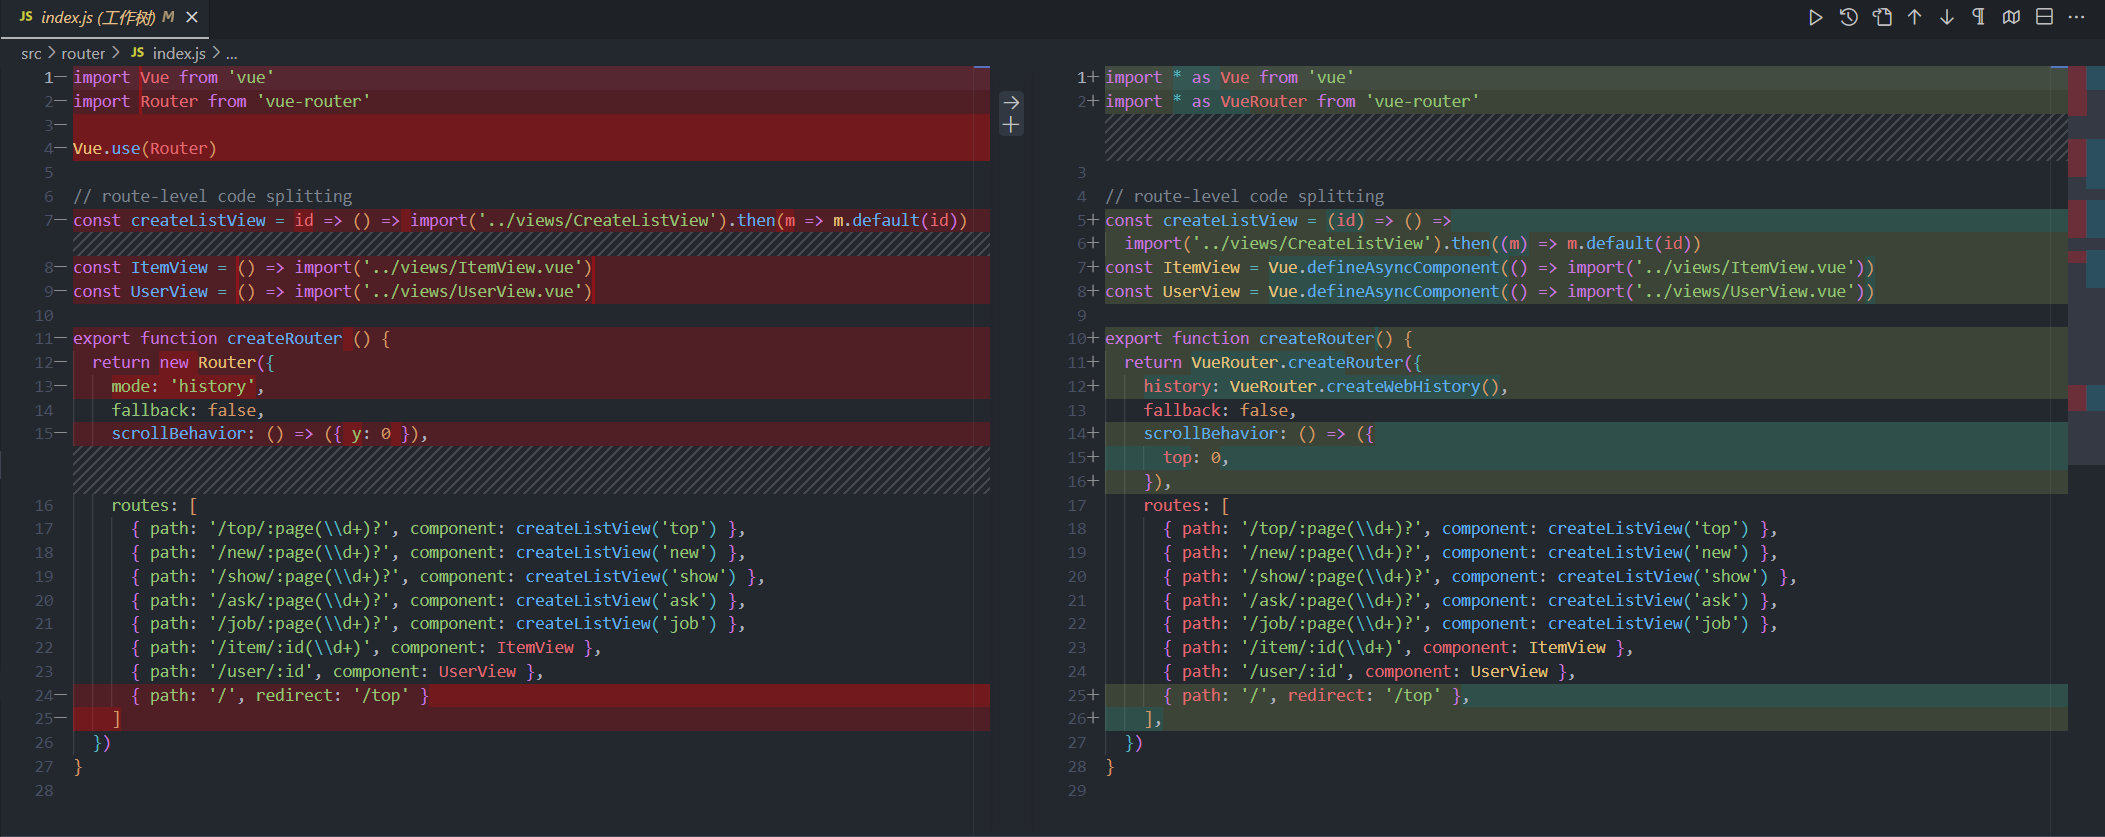 JS index.js (工作树) M
src > router > JS index.js > ...
1 import Vue from 'vue'
2 import Router from 'vue-router'
3
4 Vue.use(Router)
5
6 // route-level code splitting
7 const createListView = id => () => import('../views/CreateListView').then(m => m.default(id))
8 const ItemView = () => import('../views/ItemView.vue')
9 const UserView = () => import('../views/UserView.vue')
10
11 export function createRouter () {
12 return new Router({
13 mode: 'history',
14 fallback: false,
15 scrollBehavior: () => ({ y: 0 }),
16 routes: [
17 { path: '/top/:page(\\d+)?', component: createListView('top') },
18 { path: '/new/:page(\\d+)?', component: createListView('new') },
19 { path: '/show/:page(\\d+)?', component: createListView('show') },
20 { path: '/ask/:page(\\d+)?', component: createListView('ask') },
21 { path: '/job/:page(\\d+)?', component: createListView('job') },
22 { path: '/item/:id(\\d+)', component: ItemView },
23 { path: '/user/:id', component: UserView },
24 { path: '/', redirect: '/top' }
25 ]
26 })
27 }
28
1 import * as Vue from 'vue'
2 import * as VueRouter from 'vue-router'
3
4 // route-level code splitting
5 const createListView = (id) => () =>
6 import('../views/CreateListView').then((m) => m.default(id))
7 const ItemView = Vue.defineAsyncComponent(() => import('../views/ItemView.vue'))
8 const UserView = Vue.defineAsyncComponent(() => import('../views/UserView.vue'))
9
10 export function createRouter() {
11 return VueRouter.createRouter({
12 history: VueRouter.createWebHistory(),
13 fallback: false,
14 scrollBehavior: () => ({
15 top: 0,
16 }),
17 routes: [
18 { path: '/top/:page(\\d+)?', component: createListView('top') },
19 { path: '/new/:page(\\d+)?', component: createListView('new') },
20 { path: '/show/:page(\\d+)?', component: createListView('show') },
21 { path: '/ask/:page(\\d+)?', component: createListView('ask') },
22 { path: '/job/:page(\\d+)?', component: createListView('job') },
23 { path: '/item/:id(\\d+)', component: ItemView },
24 { path: '/user/:id', component: UserView },
25 { path: '/', redirect: '/top' },
26 ],
27 })
28 }
29